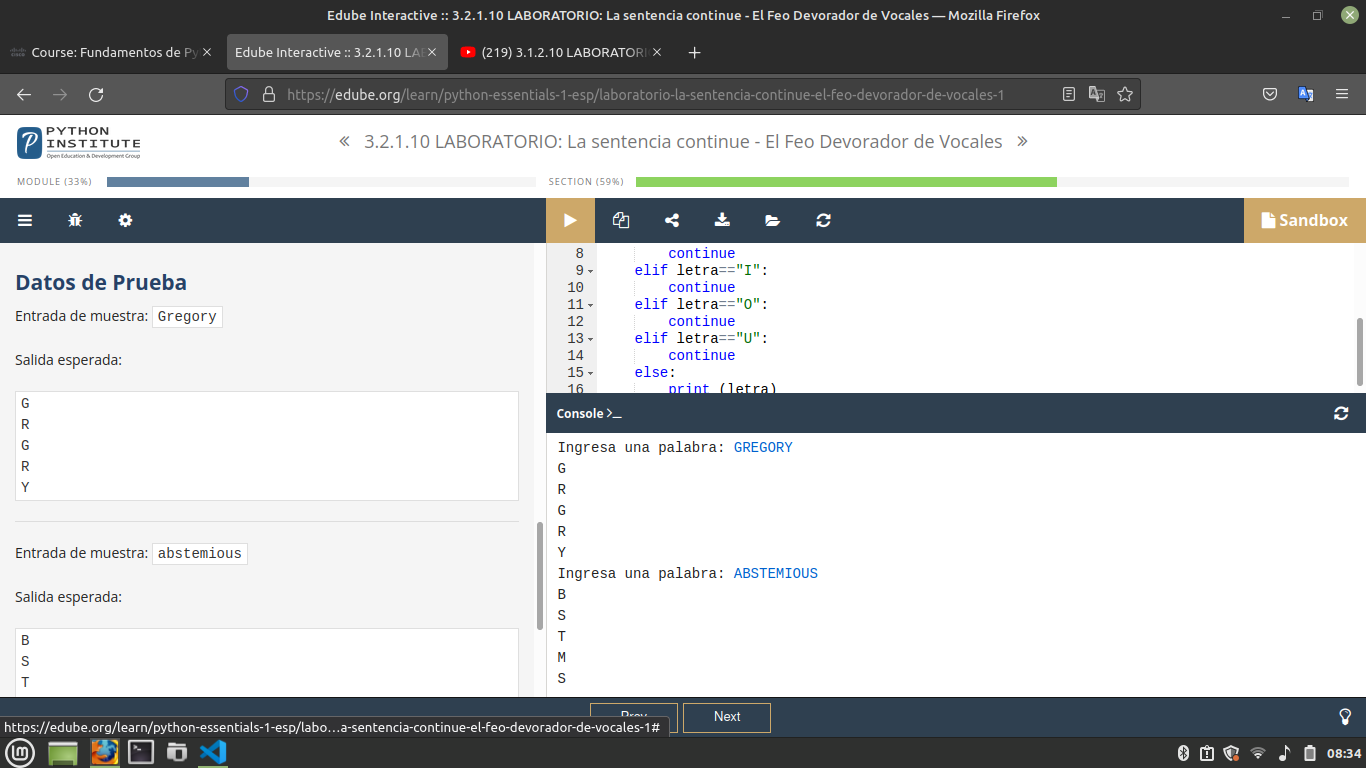 Edube Interactive :: 3.2.1.10 LABORATORIO: La sentencia continue - El Feo Devorador de Vocales — Mozilla Firefox
Course: Fundamentos de Py
Edube Interactive :: 3.2.1.10 LA
(219) 3.1.2.10 LABORATORI
https://edube.org/learn/python-essentials-1-esp/laboratorio-la-sentencia-continue-el-feo-devorador-de-vocales-1
PYTHON
INSTITUTE
Open Education & Development Group
« 3.2.1.10 LABORATORIO: La sentencia continue - El Feo Devorador de Vocales »
MODULE (33%)
SECTION (59%)
Sandbox
Datos de Prueba
Entrada de muestra: Gregory
Salida esperada:
G
R
G
R
Y
Entrada de muestra: abstemious
Salida esperada:
B
S
T
8 continue
9 elif letra=="I":
10 continue
11 elif letra=="O":
12 continue
13 elif letra=="U":
14 continue
15 else:
16 print (letra)
Console >_
Ingresa una palabra: GREGORY
G
R
G
R
Y
Ingresa una palabra: ABSTEMIOUS
B
S
T
M
S
Prev
Next
https://edube.org/learn/python-essentials-1-esp/labo…a-sentencia-continue-el-feo-devorador-de-vocales-1#
08:34